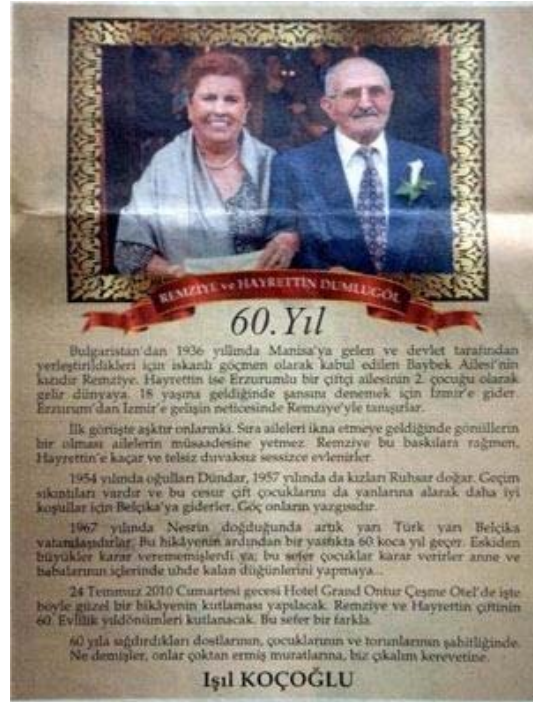 REMZİYE ve HAYRETTİN DUMLUGÖL
60.Yıl
Bulgaristan'dan 1936 yılında Manisa'ya gelen ve devlet tarafından
yerleştirildikleri için iskanlı göçmen olarak kabul edilen Baybek Ailesi'nin
kızıdır Remziye. Hayrettin ise Erzurumlu bir çiftçi ailesinin 2. çocuğu olarak
gelir dünyaya. 18 yaşına geldiğinde şansını denemek için İzmir'e gider.
Erzurum'dan İzmir'e gelişin neticesinde Remziye'yle tanışırlar.
İlk görüşte aşktır onlarınki. Sıra aileleri ikna etmeye geldiğinde gönüllerin
bir olması ailelerin müsaadesine yetmez. Remziye bu baskılara rağmen,
Hayrettin'e kaçar ve telsiz duvaksız sessizce evlenirler.
1954 yılında oğulları Dündar, 1957 yılında da kızları Ruhsar doğar. Geçim
sıkıntıları vardır ve bu cesur çift çocuklarını da yanlarına alarak daha iyi
koşullar için Belçika'ya giderler. Göç onların yazgısıdır.
1967 yılında Nesrin doğduğunda artık yarı Türk yarı Belçika
vatandaşıdırlar. Bu hikâyenin ardından bir yastıkta 60 koca yıl geçer. Eskiden
büyükler karar verememişlerdi ya; bu sefer çocuklar karar verirler anne ve
babalarının içlerinde uhde kalan düğünlerini yapmaya...
24 Temmuz 2010 Cumartesi gecesi Hotel Grand Ontur Çeşme Otel'de işte
böyle güzel bir hikâyenin kutlaması yapılacak. Remziye ve Hayrettin çiftinin
60. Evlilik yıldönümleri kutlanacak. Bu sefer bir farkla.
60 yıla sığdırdıkları dostlarının, çocuklarının ve torunlarının şahitliğinde.
Ne demişler, onlar çoktan ermiş muratlarına, biz çıkalım kerevetine.
Işıl KOÇOĞLU